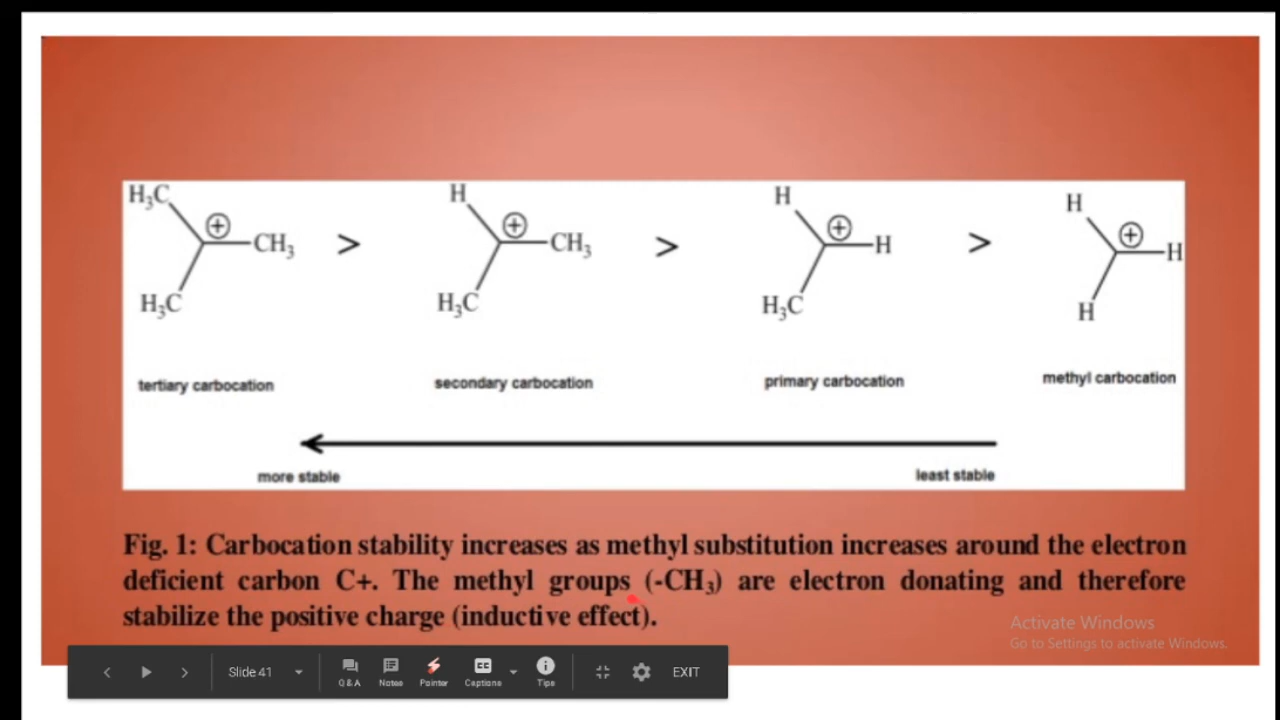 H₃C H H H
⊕ ⊕ ⊕ ⊕
CH₃ > CH₃ > H > H
H₃C H₃C H₃C H
tertiary carbocation secondary carbocation primary carbocation methyl carbocation
more stable least stable
Fig. 1: Carbocation stability increases as methyl substitution increases around the electron
deficient carbon C+. The methyl groups (-CH₃) are electron donating and therefore
stabilize the positive charge (inductive effect).
Activate Windows
Go to Settings to activate Windows.
Slide 41
Q & A Notes Pointer Captions Tips EXIT